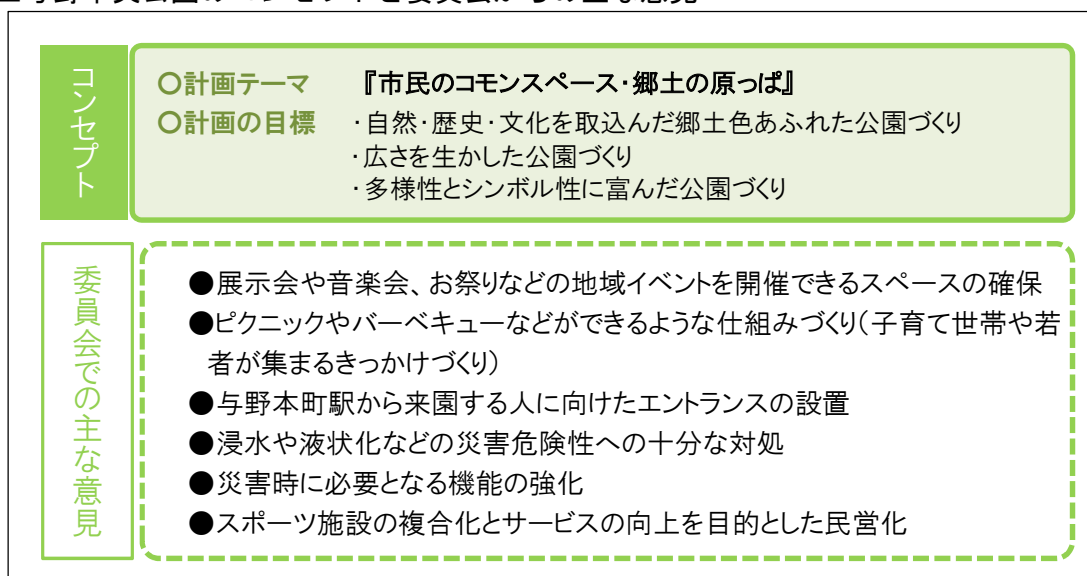 コンセプト
〇計画テーマ 『市民のコモンスペース・郷土の原っぱ』
〇計画の目標 ・自然・歴史・文化を取込んだ郷土色あふれた公園づくり
・広さを生かした公園づくり
・多様性とシンボル性に富んだ公園づくり
委員会での主な意見
●展示会や音楽会、お祭りなどの地域イベントを開催できるスペースの確保
●ピクニックやバーベキューなどができるような仕組みづくり(子育て世帯や若
者が集まるきっかけづくり)
●与野本町駅から来園する人に向けたエントランスの設置
●浸水や液状化などの災害危険性への十分な対処
●災害時に必要となる機能の強化
●スポーツ施設の複合化とサービスの向上を目的とした民営化